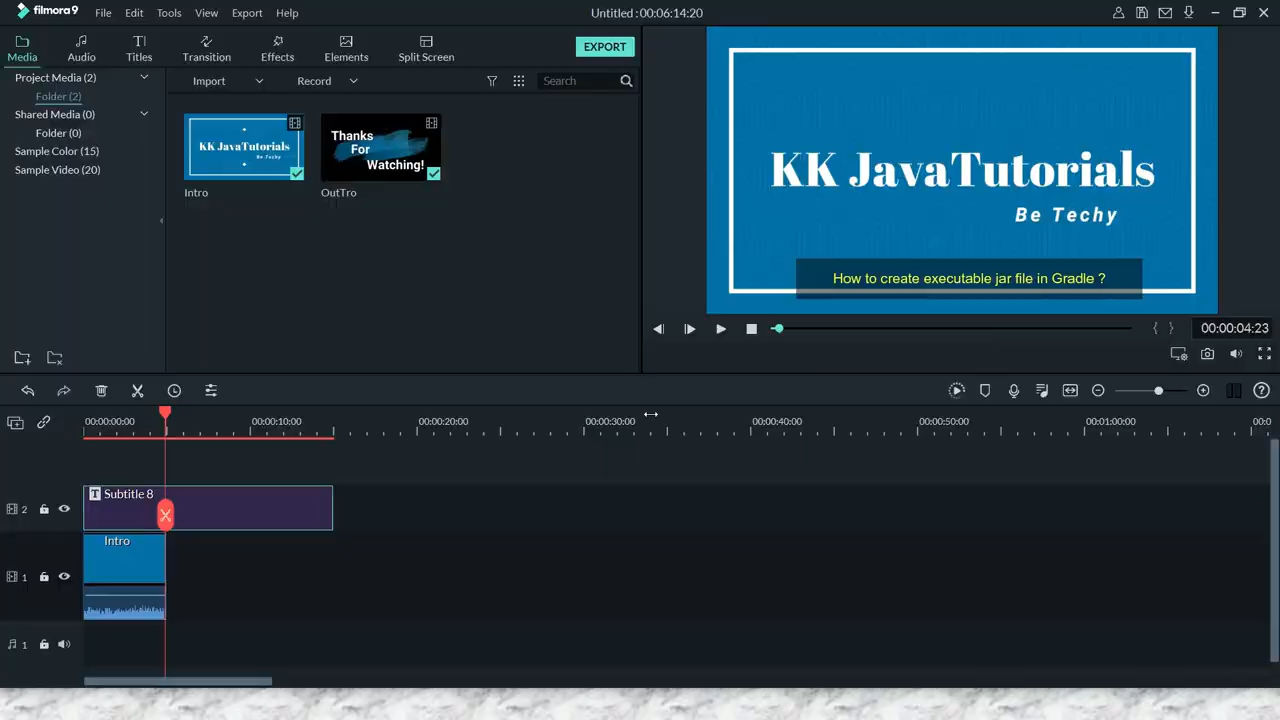 filmora9 File Edit Tools View Export Help Untitled : 00:06:14:20
Media Audio Titles Transition Effects Elements Split Screen EXPORT
Project Media (2)
Folder (2)
Shared Media (0)
Folder (0)
Sample Color (15)
Sample Video (20)
Import Record Search
KK JavaTutorials
Be Techy
Intro
Thanks
For
Watching!
OutTro
KK JavaTutorials
Be Techy
How to create executable jar file in Gradle ?
00:00:04:23
00:00:00:00 00:00:10:00 00:00:20:00 00:00:30:00 00:00:40:00 00:00:50:00 00:01:00:00 00:0
2 T Subtitle 8
Intro
1
1